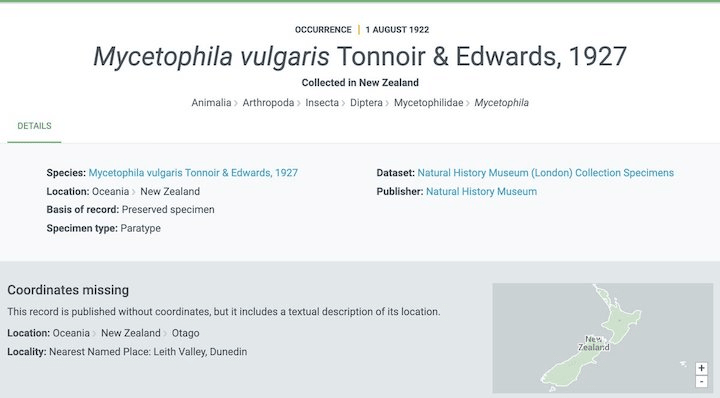 OCCURRENCE | 1 AUGUST 1922
Mycetophila vulgaris Tonnoir & Edwards, 1927
Collected in New Zealand
Animalia › Arthropoda › Insecta › Diptera › Mycetophilidae › Mycetophila
DETAILS
Species: Mycetophila vulgaris Tonnoir & Edwards, 1927
Location: Oceania › New Zealand
Basis of record: Preserved specimen
Specimen type: Paratype
Dataset: Natural History Museum (London) Collection Specimens
Publisher: Natural History Museum
Coordinates missing
This record is published without coordinates, but it includes a textual description of its location.
Location: Oceania › New Zealand › Otago
Locality: Nearest Named Place: Leith Valley, Dunedin
New
Zealand
+
-